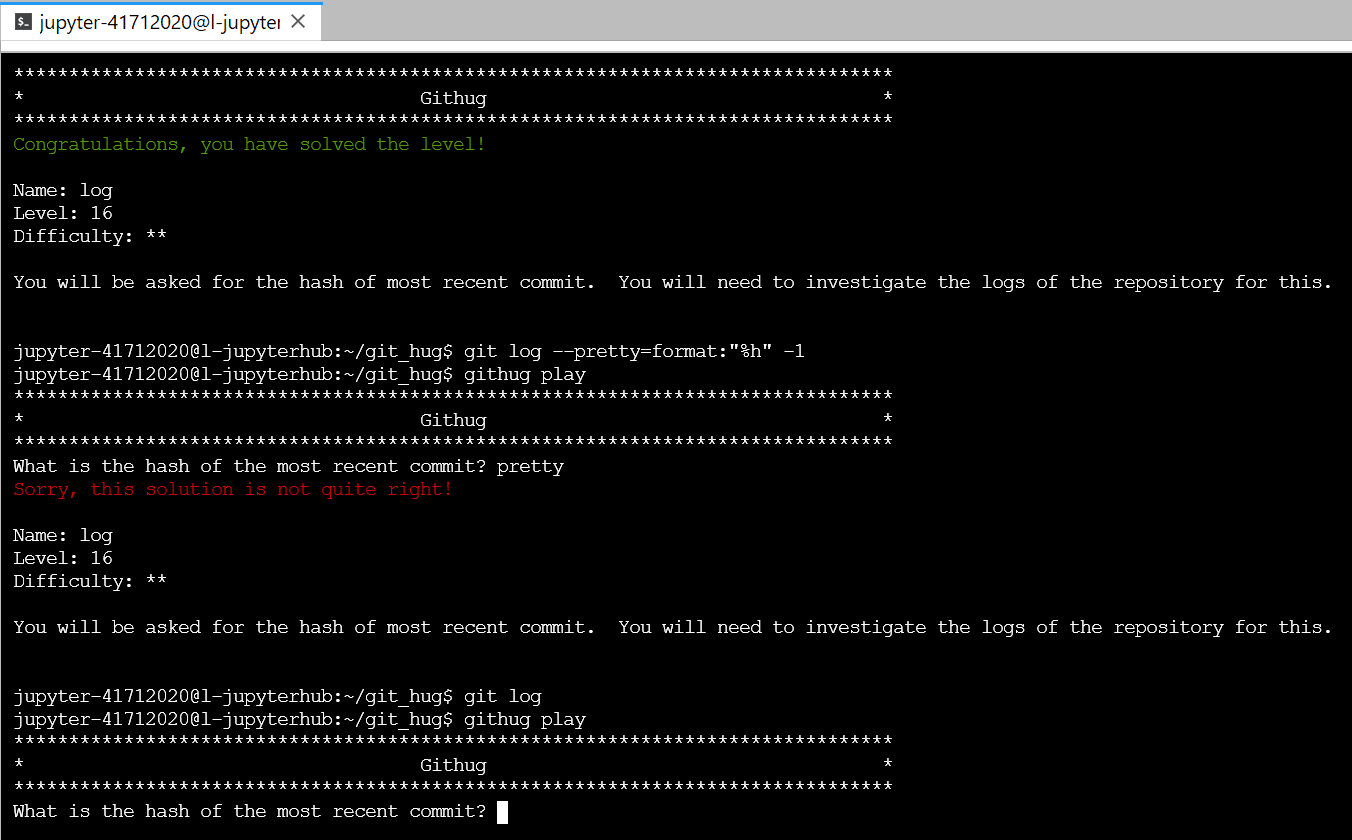 jupyter-41712020@l-jupyter
********************************************************************************
*                                    Githug                                    *
********************************************************************************
Congratulations, you have solved the level!
Name: log
Level: 16
Difficulty: **
You will be asked for the hash of most recent commit.  You will need to investigate the logs of the repository for this.
jupyter-41712020@l-jupyterhub:~/git_hug$ git log --pretty=format:"%h" -1
jupyter-41712020@l-jupyterhub:~/git_hug$ githug play
********************************************************************************
*                                    Githug                                    *
********************************************************************************
What is the hash of the most recent commit? pretty
Sorry, this solution is not quite right!
Name: log
Level: 16
Difficulty: **
You will be asked for the hash of most recent commit.  You will need to investigate the logs of the repository for this.
jupyter-41712020@l-jupyterhub:~/git_hug$ git log
jupyter-41712020@l-jupyterhub:~/git_hug$ githug play
********************************************************************************
*                                    Githug                                    *
********************************************************************************
What is the hash of the most recent commit?